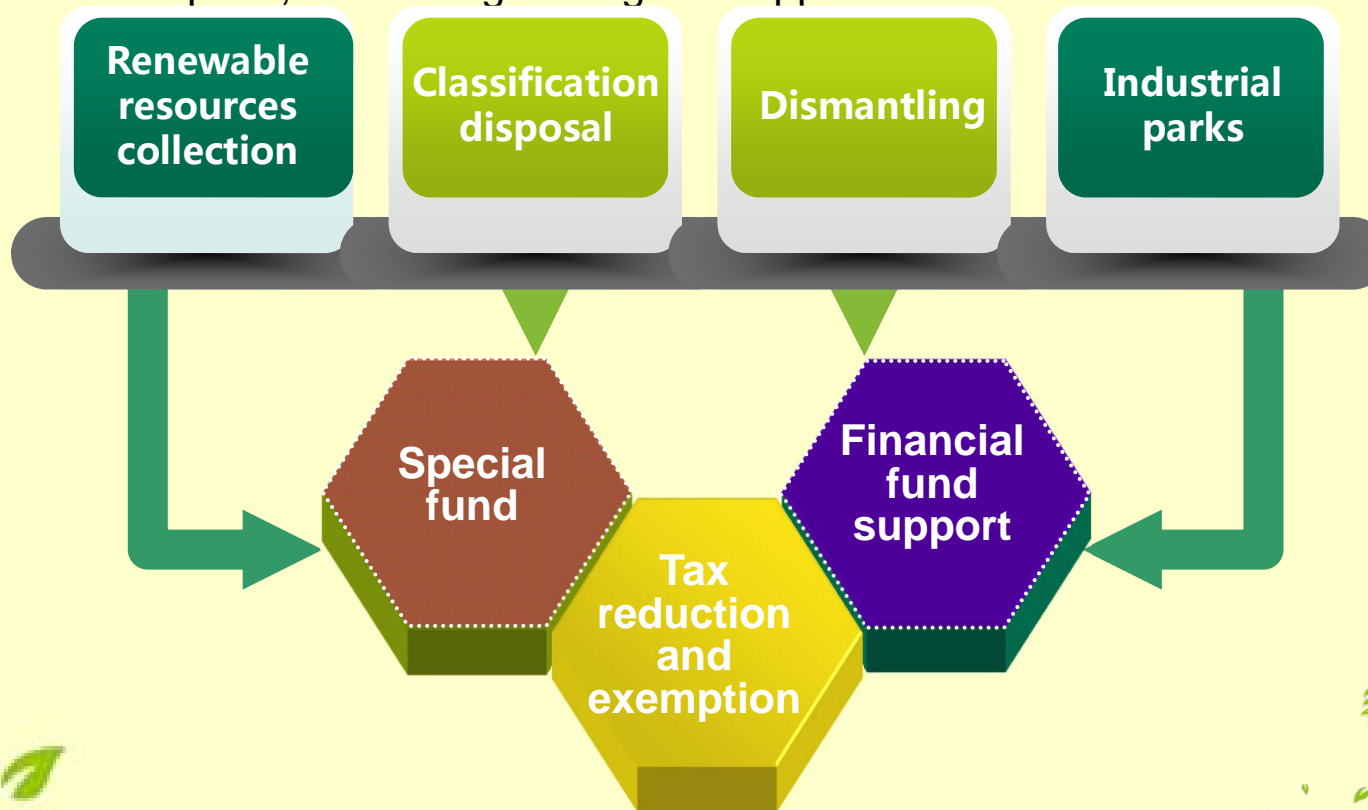 Renewable
resources
collection
Classification
disposal
Dismantling
Industrial
parks
Special
fund
Financial
fund
support
Tax
reduction
and
exemption